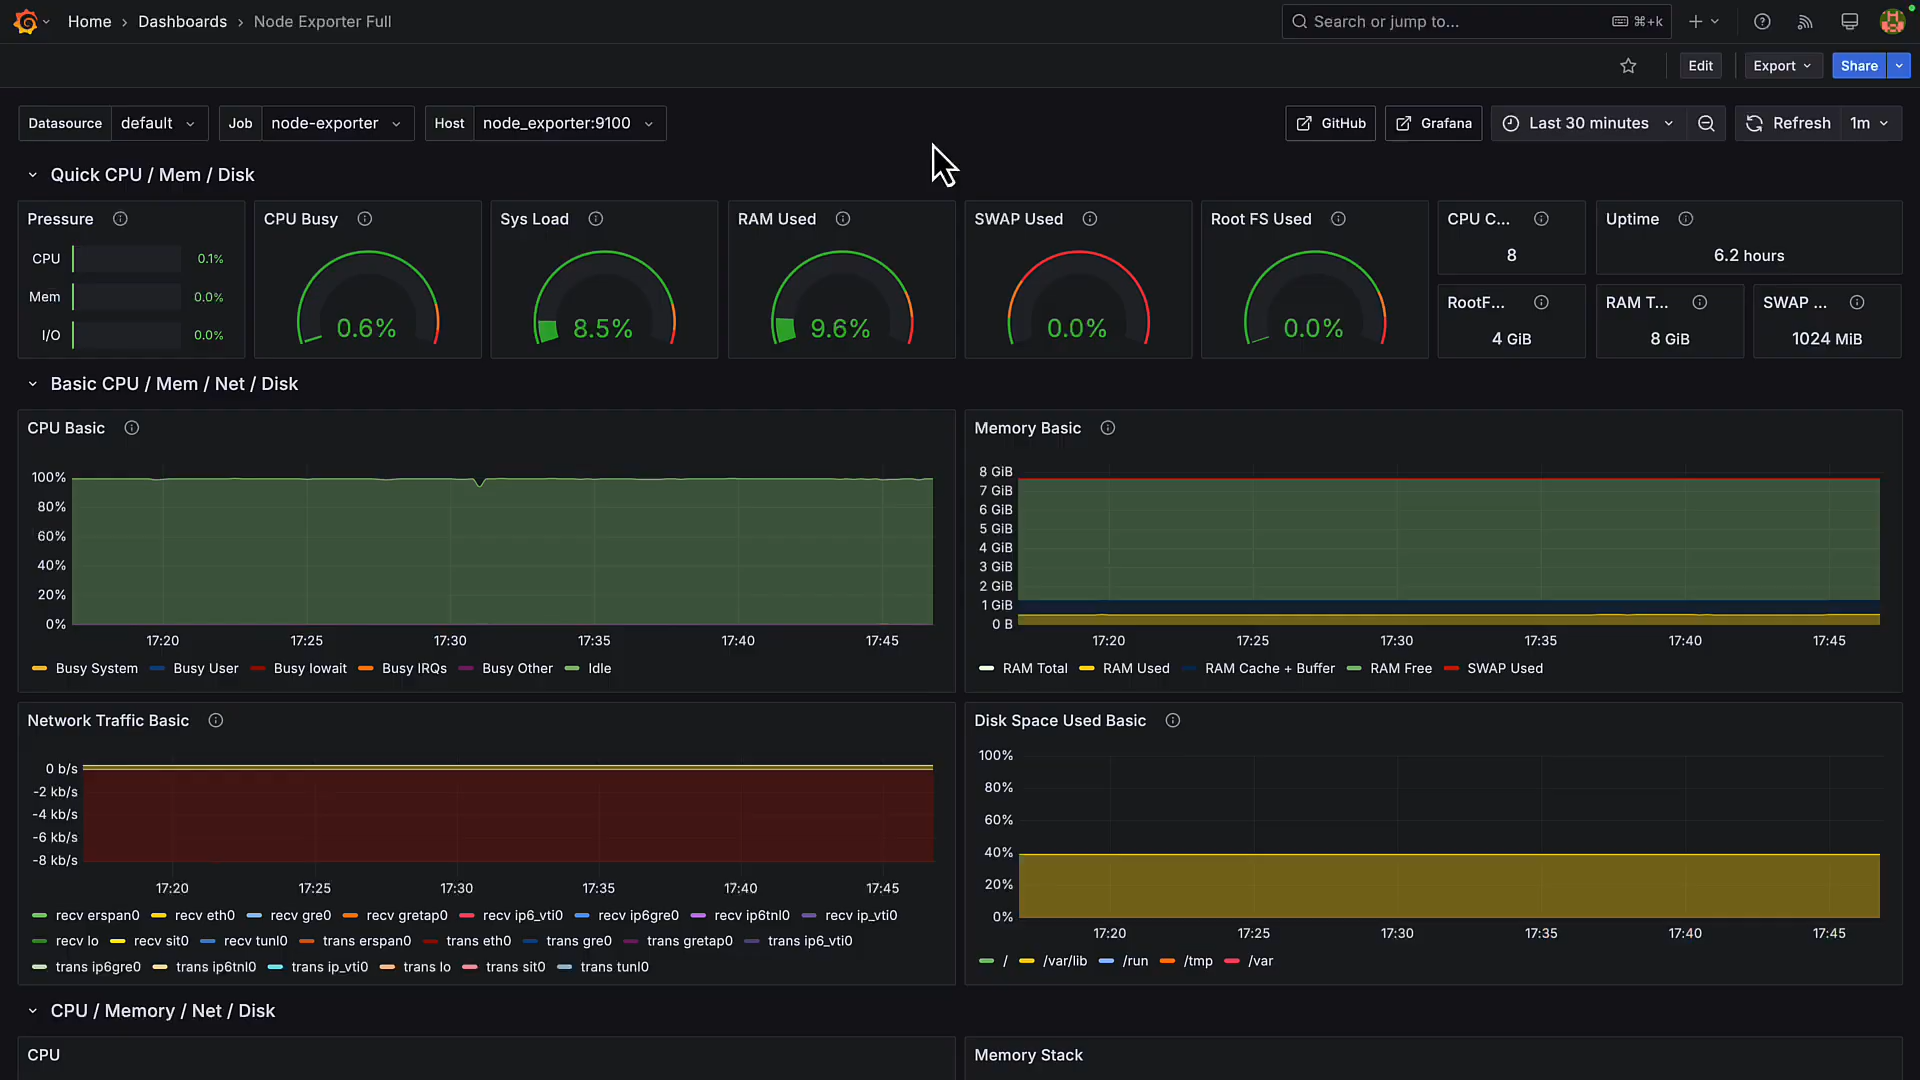 Home › Dashboards › Node Exporter Full
Search or jump to...
⌘+k
Edit
Export
Share
Datasource
default
Job
node-exporter
Host
node_exporter:9100
GitHub
Grafana
Last 30 minutes
Refresh
1m
Quick CPU / Mem / Disk
Pressure
CPU
0.1%
Mem
0.0%
I/O
0.0%
CPU Busy
0.6%
Sys Load
8.5%
RAM Used
9.6%
SWAP Used
0.0%
Root FS Used
0.0%
CPU C...
8
Uptime
6.2 hours
RootF...
4 GiB
RAM T...
8 GiB
SWAP ...
1024 MiB
Basic CPU / Mem / Net / Disk
CPU Basic
100%
80%
60%
40%
20%
0%
17:20 17:25 17:30 17:35 17:40 17:45
Busy System Busy User Busy Iowait Busy IRQs Busy Other Idle
Memory Basic
8 GiB
7 GiB
6 GiB
5 GiB
4 GiB
3 GiB
2 GiB
1 GiB
0 B
17:20 17:25 17:30 17:35 17:40 17:45
RAM Total RAM Used RAM Cache + Buffer RAM Free SWAP Used
Network Traffic Basic
0 b/s
-2 kb/s
-4 kb/s
-6 kb/s
-8 kb/s
17:20 17:25 17:30 17:35 17:40 17:45
recv erspan0 recv eth0 recv gre0 recv gretap0 recv ip6_vti0 recv ip6gre0 recv ip6tnl0 recv ip_vti0
recv lo recv sit0 recv tunl0 trans erspan0 trans eth0 trans gre0 trans gretap0 trans ip6_vti0
trans ip6gre0 trans ip6tnl0 trans ip_vti0 trans lo trans sit0 trans tunl0
Disk Space Used Basic
100%
80%
60%
40%
20%
0%
17:20 17:25 17:30 17:35 17:40 17:45
/ /var/lib /run /tmp /var
CPU / Memory / Net / Disk
CPU
Memory Stack